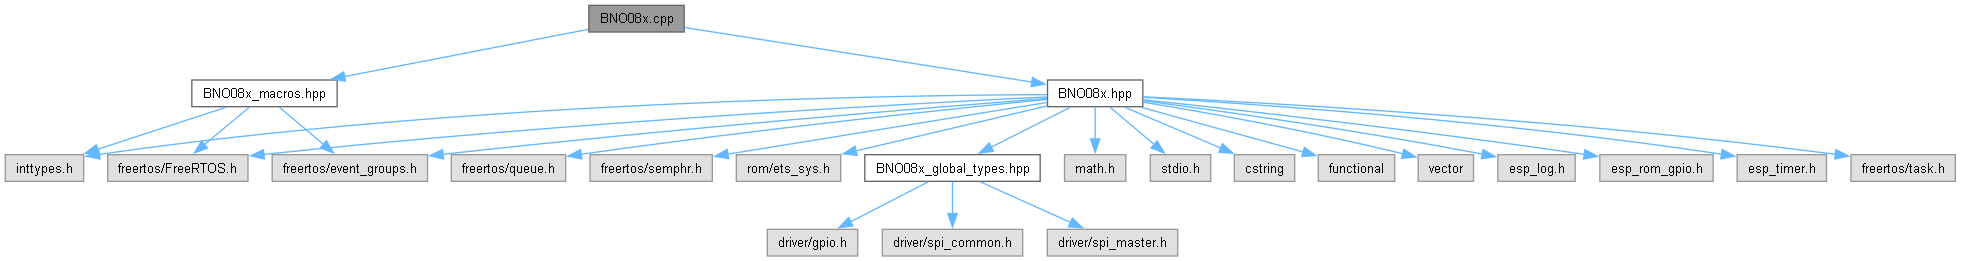 BNO08x.cpp
BNO08x_macros.hpp
BNO08x.hpp
inttypes.h
freertos/FreeRTOS.h
freertos/event_groups.h
freertos/queue.h
freertos/semphr.h
rom/ets_sys.h
BNO08x_global_types.hpp
math.h
stdio.h
cstring
functional
vector
esp_log.h
esp_rom_gpio.h
esp_timer.h
freertos/task.h
driver/gpio.h
driver/spi_common.h
driver/spi_master.h